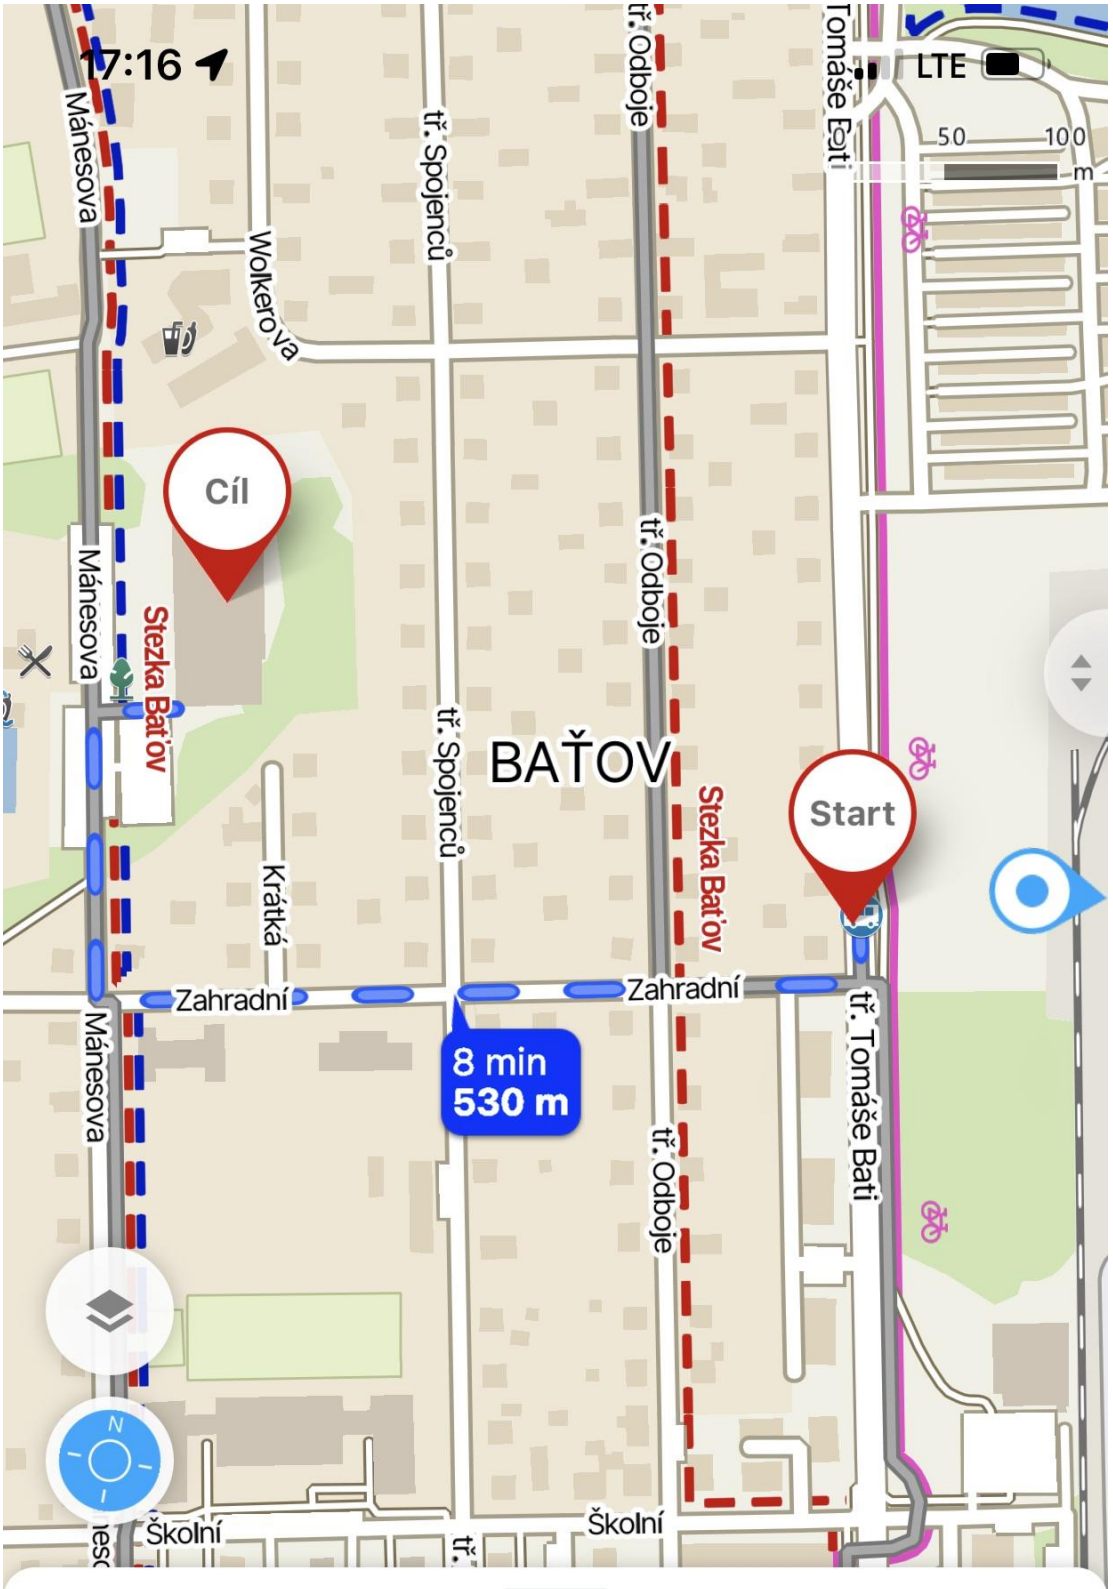 17:16
LTE
50
100
m
Mánesova
tř. Spojenců
tř. Odboje
Tomáše Bati
Wolkerova
Cíl
Mánesova
tř. Odboje
Stezka Baťov
tř. Spojenců
BAŤOV
Stezka Baťov
Start
Krátká
Zahradní
Zahradní
Mánesova
8 min
530 m
tř. Tomáše Bati
tř. Odboje
N
Školní
Školní
tř.